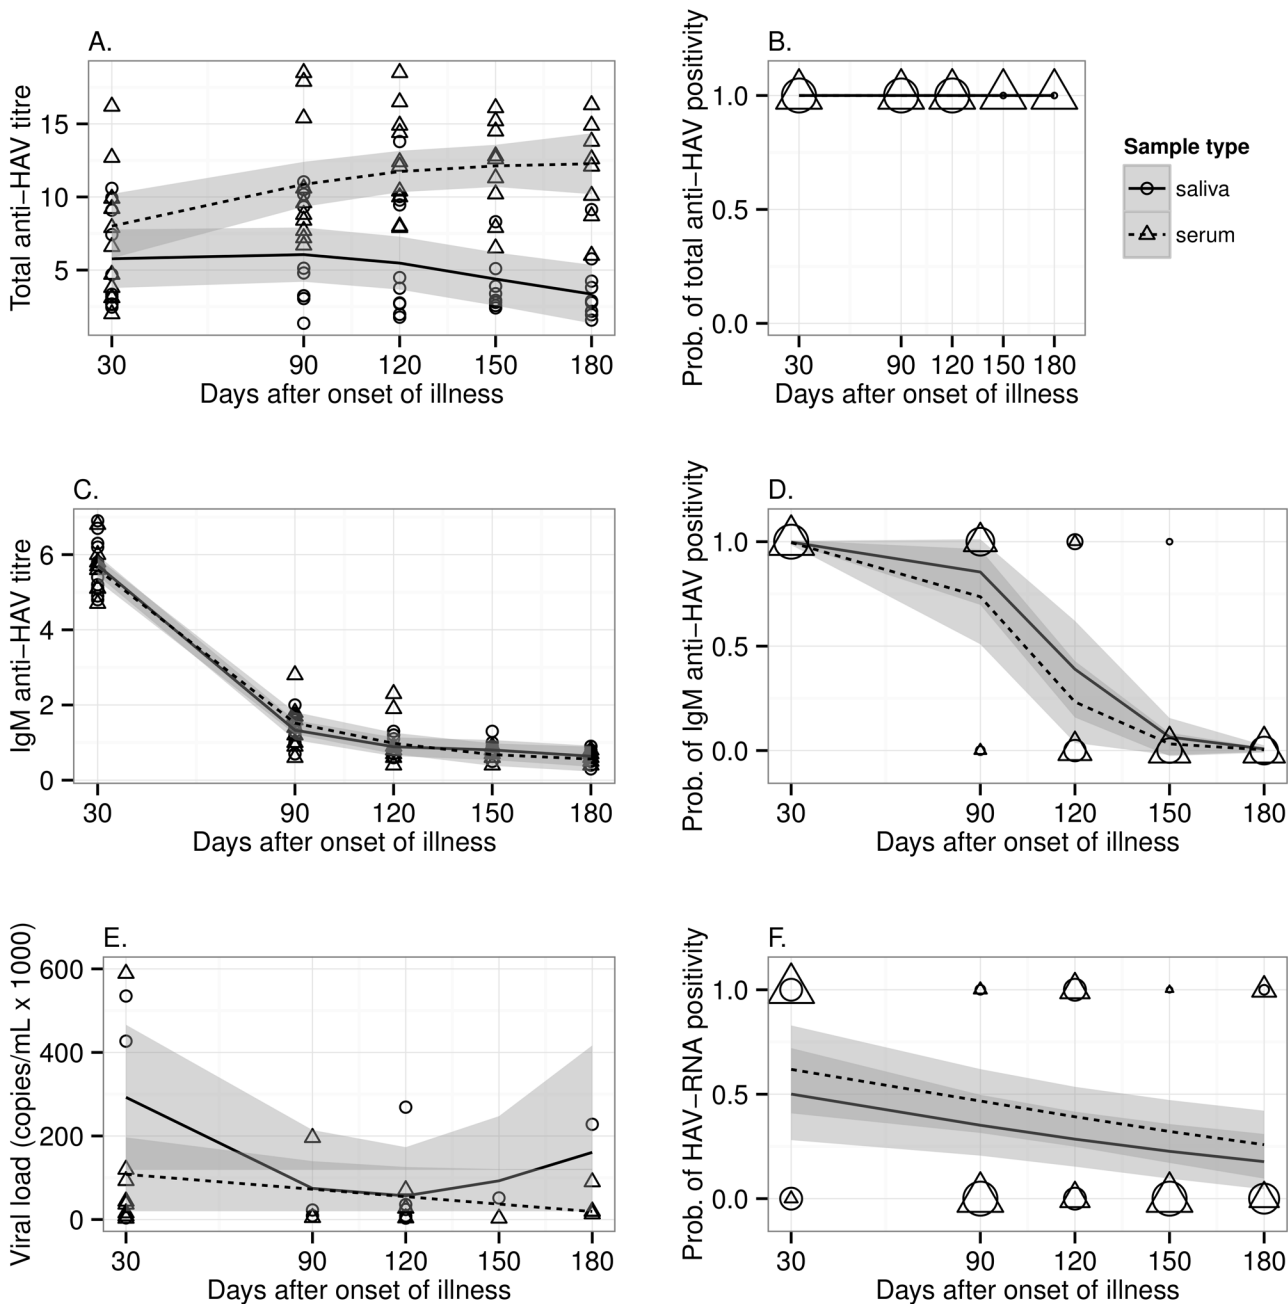 A.
Total anti−HAV titre
15
10
5
30 90 120 150 180
Days after onset of illness
B.
Prob. of total anti−HAV positivity
1.0
0.5
0.0
30 90 120 150 180
Days after onset of illness
Sample type
saliva
serum
C.
IgM anti−HAV titre
6
4
2
0
30 90 120 150 180
Days after onset of illness
D.
Prob. of IgM anti−HAV positivity
1.0
0.5
0.0
30 90 120 150 180
Days after onset of illness
E.
Viral load (copies/mL x 1000)
600
400
200
0
30 90 120 150 180
Days after onset of illness
F.
Prob. of HAV−RNA positivity
1.0
0.5
0.0
30 90 120 150 180
Days after onset of illness